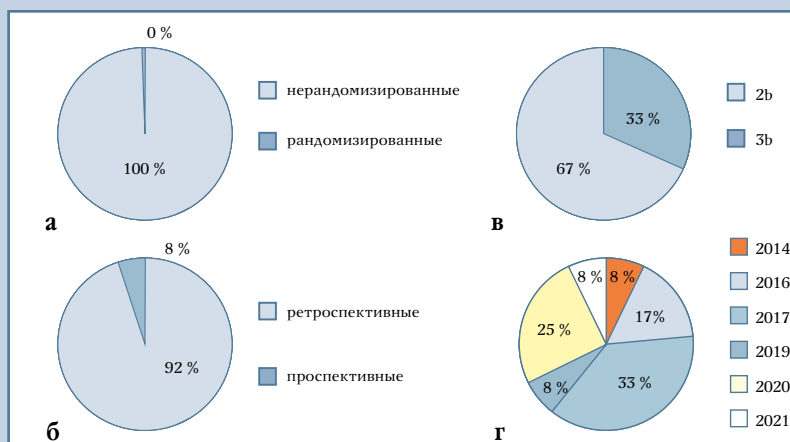 0 %
100 %
нерандомизированные
рандомизированные
а
33 %
67 %
2b
3b
в
8 %
92 %
ретроспективные
проспективные
б
8 %
8 %
17%
25 %
8 %
33 %
2014
2016
2017
2019
2020
2021
г